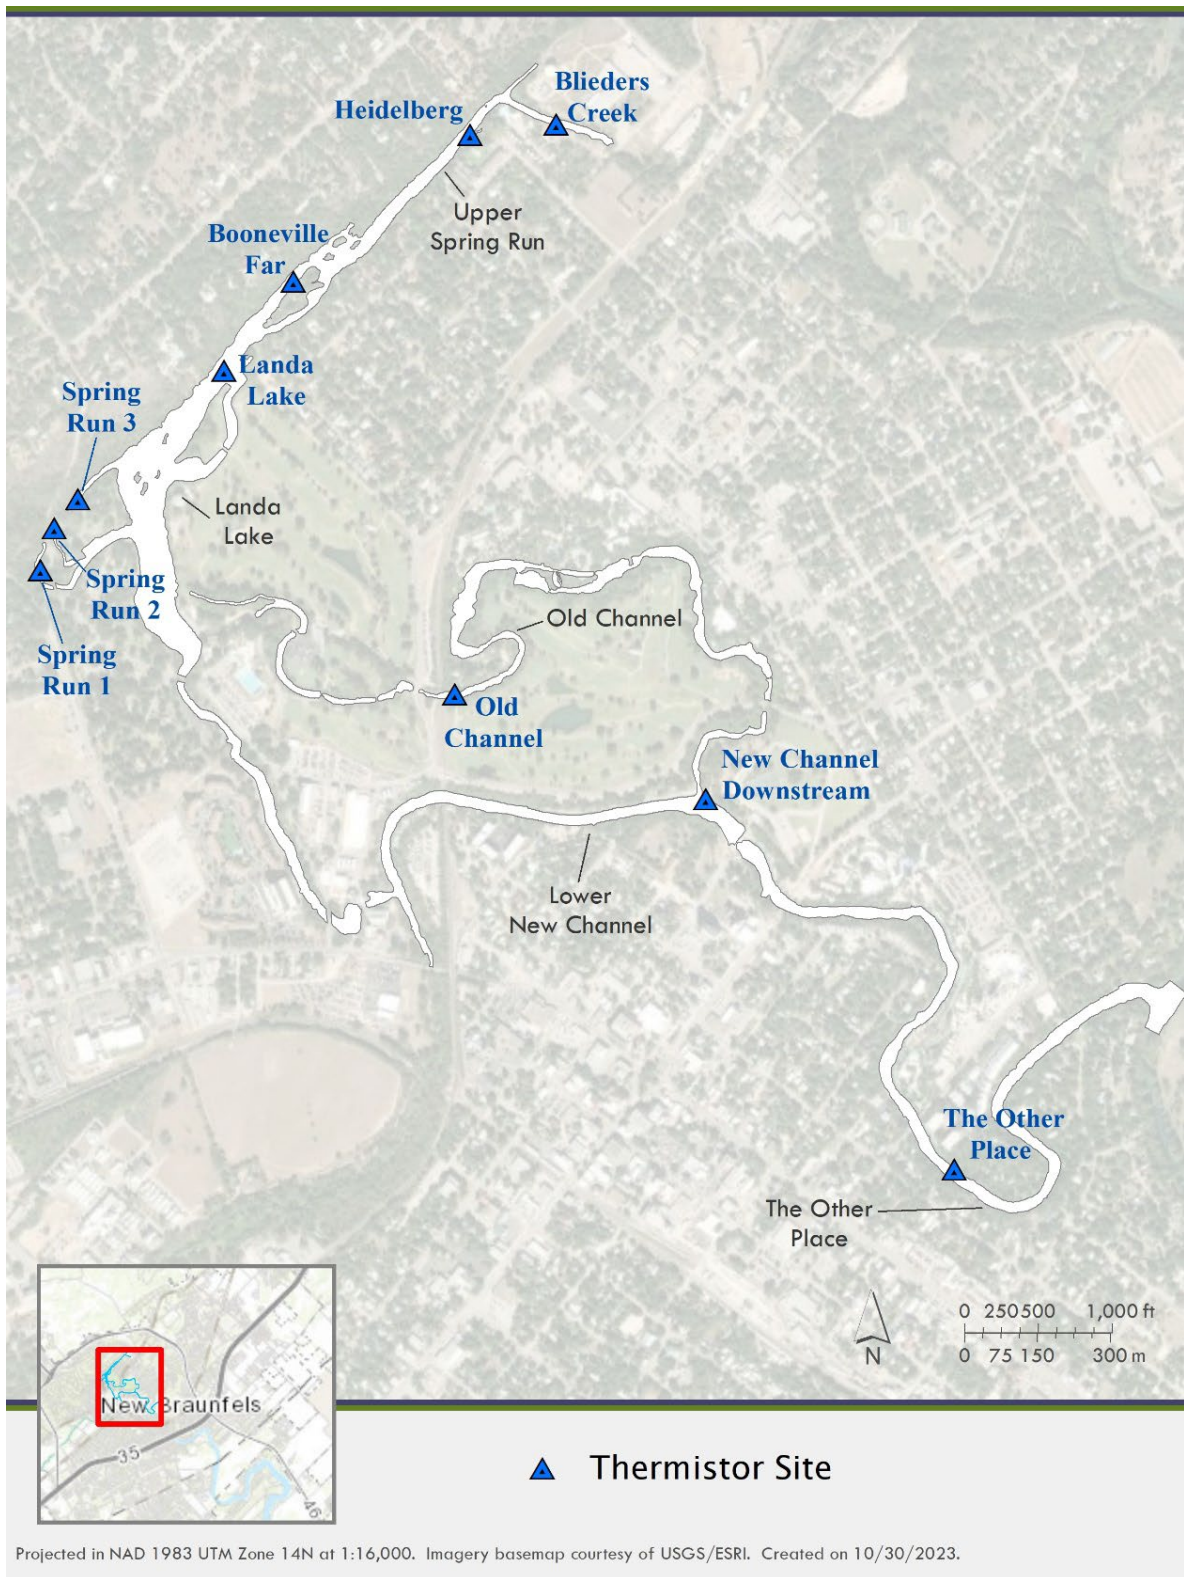 Blieders
Creek
Heidelberg
Upper
Spring Run
Booneville
Far
Landa
Lake
Spring
Run 3
Landa
Lake
Spring
Run 2
Spring
Run 1
Old Channel
Old
Channel
New Channel
Downstream
Lower
New Channel
The Other
Place
The Other
Place
N
0 250 500 1,000 ft
0 75 150 300 m
New Braunfels
35
46
Thermistor Site
Projected in NAD 1983 UTM Zone 14N at 1:16,000. Imagery basemap courtesy of USGS/ESRI. Created on 10/30/2023.